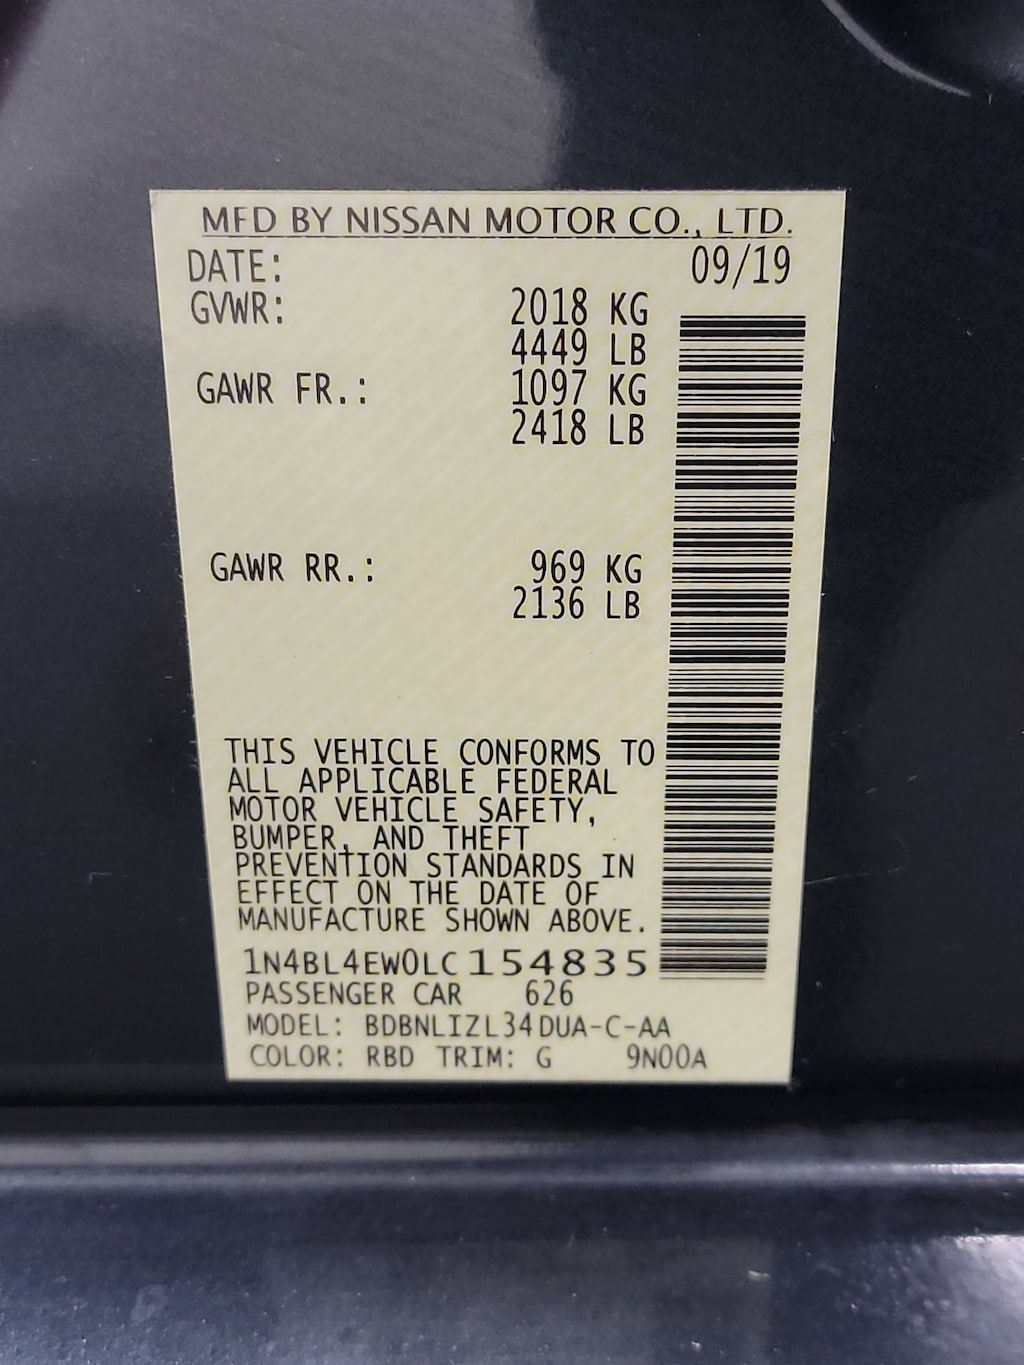 MFD BY NISSAN MOTOR CO., LTD.
DATE: 09/19
GVWR: 2018 KG
4449 LB
GAWR FR.: 1097 KG
2418 LB
GAWR RR.: 969 KG
2136 LB
THIS VEHICLE CONFORMS TO
ALL APPLICABLE FEDERAL
MOTOR VEHICLE SAFETY,
BUMPER, AND THEFT
PREVENTION STANDARDS IN
EFFECT ON THE DATE OF
MANUFACTURE SHOWN ABOVE.
1N4BL4EW0LC154835
PASSENGER CAR 626
MODEL: BDBNLIZL34DUA-C-AA
COLOR: RBD TRIM: G 9N00A